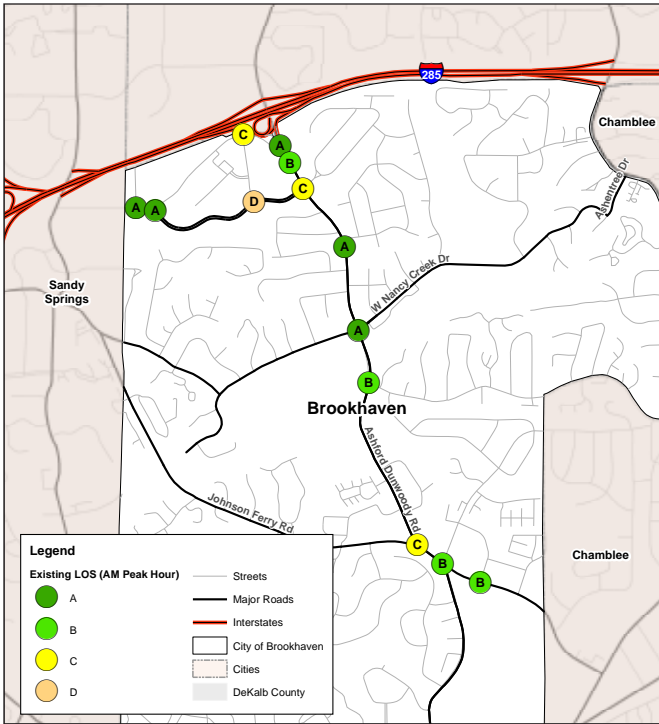 285
Chamblee
C
A
B
C
D
A
A
Ashentree Dr
A
W Nancy Creek Dr
Sandy
Springs
A
B
Brookhaven
Ashford Dunwoody Rd
Johnson Ferry Rd
C
B
B
Chamblee
Legend
Existing LOS (AM Peak Hour)
A
B
C
D
Streets
Major Roads
Interstates
City of Brookhaven
Cities
DeKalb County